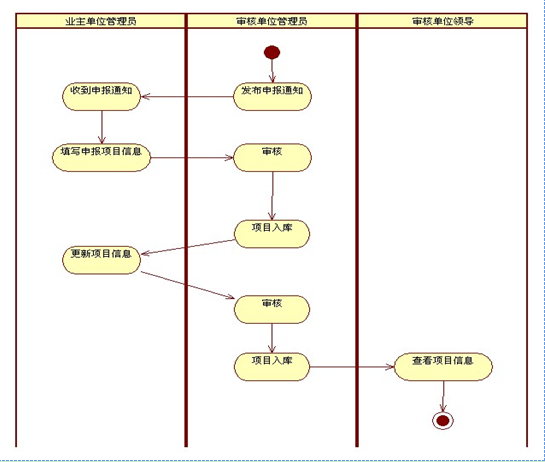 业主单位管理员
审核单位管理员
审核单位领导
收到申报通知
发布申报通知
填写申报项目信息
审核
项目入库
更新项目信息
审核
项目入库
查看项目信息